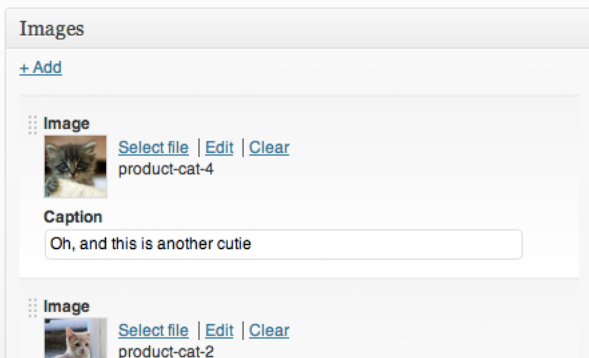 Images
+ Add
Image
Select file | Edit | Clear
product-cat-4
Caption
Oh, and this is another cutie
Image
Select file | Edit | Clear
product-cat-2